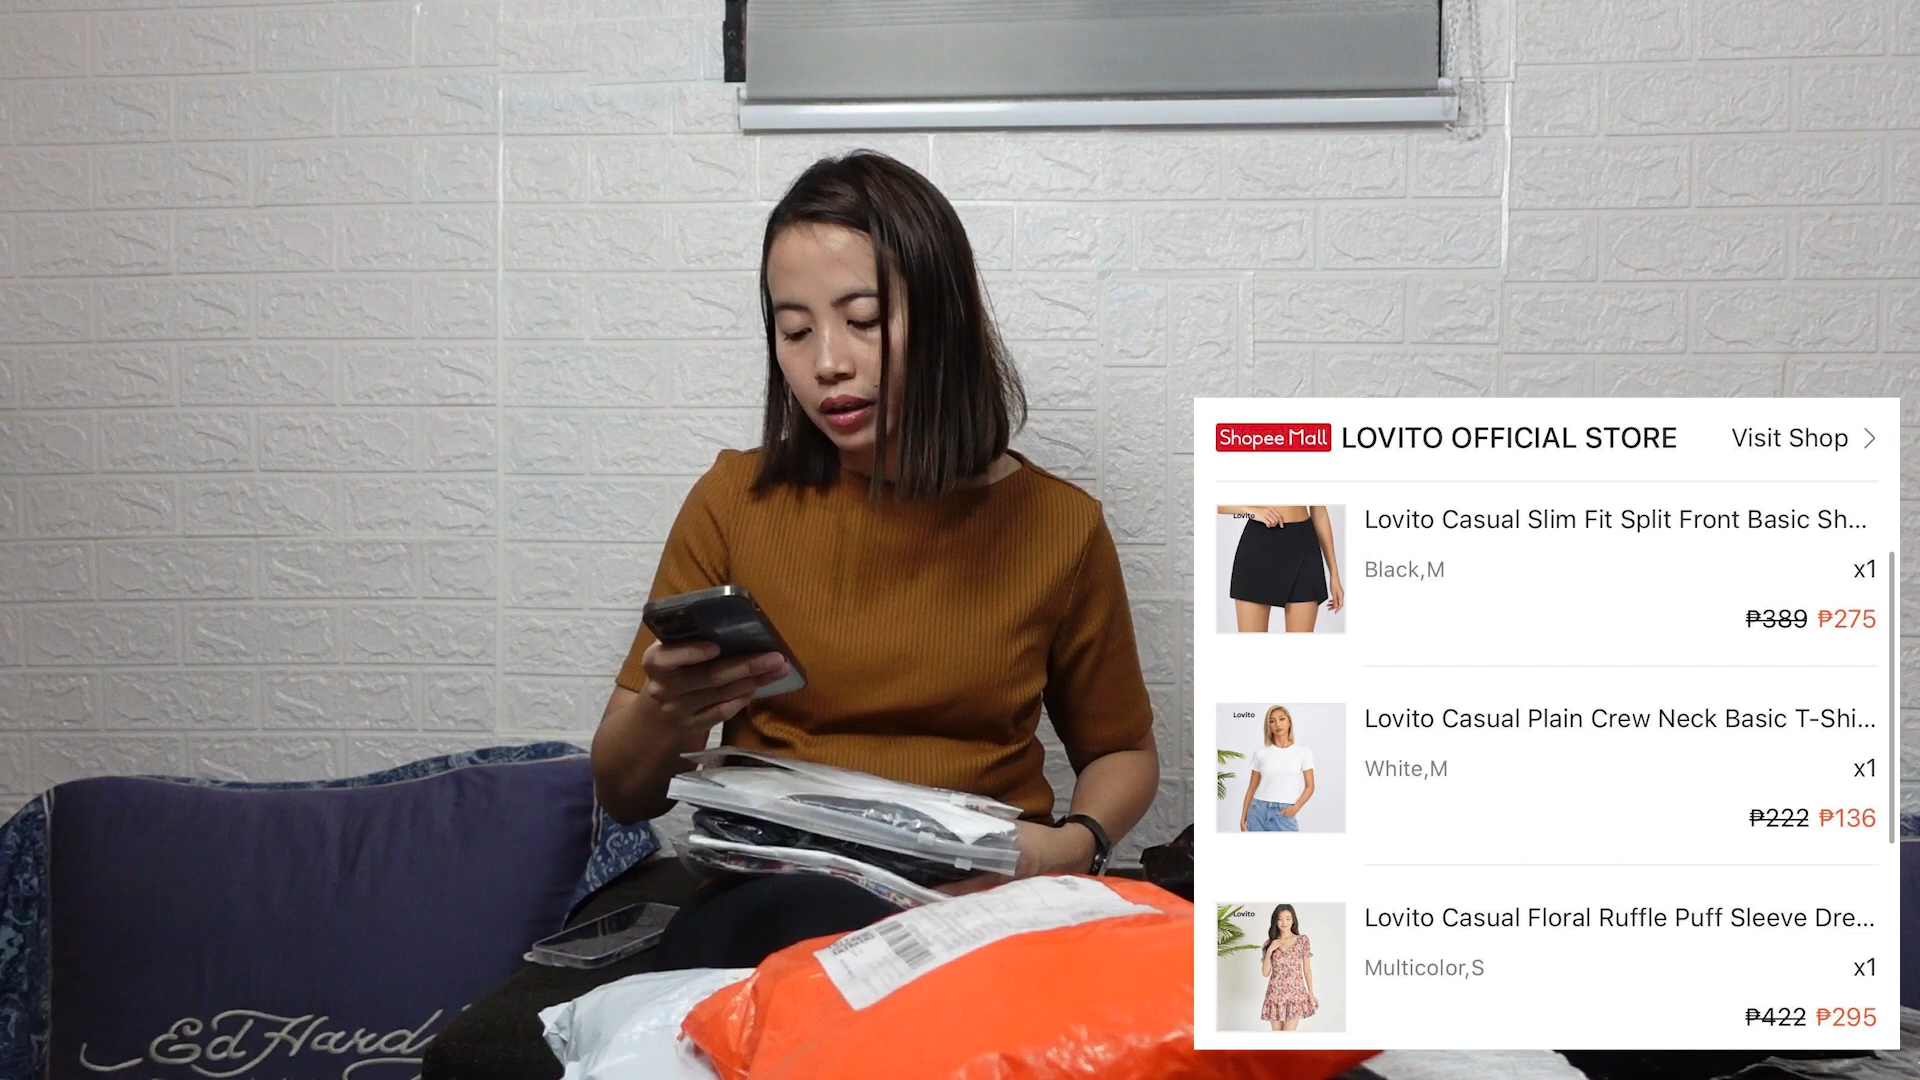 Shopee Mall LOVITO OFFICIAL STORE Visit Shop
Lovito
Lovito Casual Slim Fit Split Front Basic Sh...
Black,M x1
₱389 ₱275
Lovito
Lovito Casual Plain Crew Neck Basic T-Shi...
White,M x1
₱222 ₱136
Lovito
Lovito Casual Floral Ruffle Puff Sleeve Dre...
Multicolor,S x1
₱422 ₱295
Ed Hardy